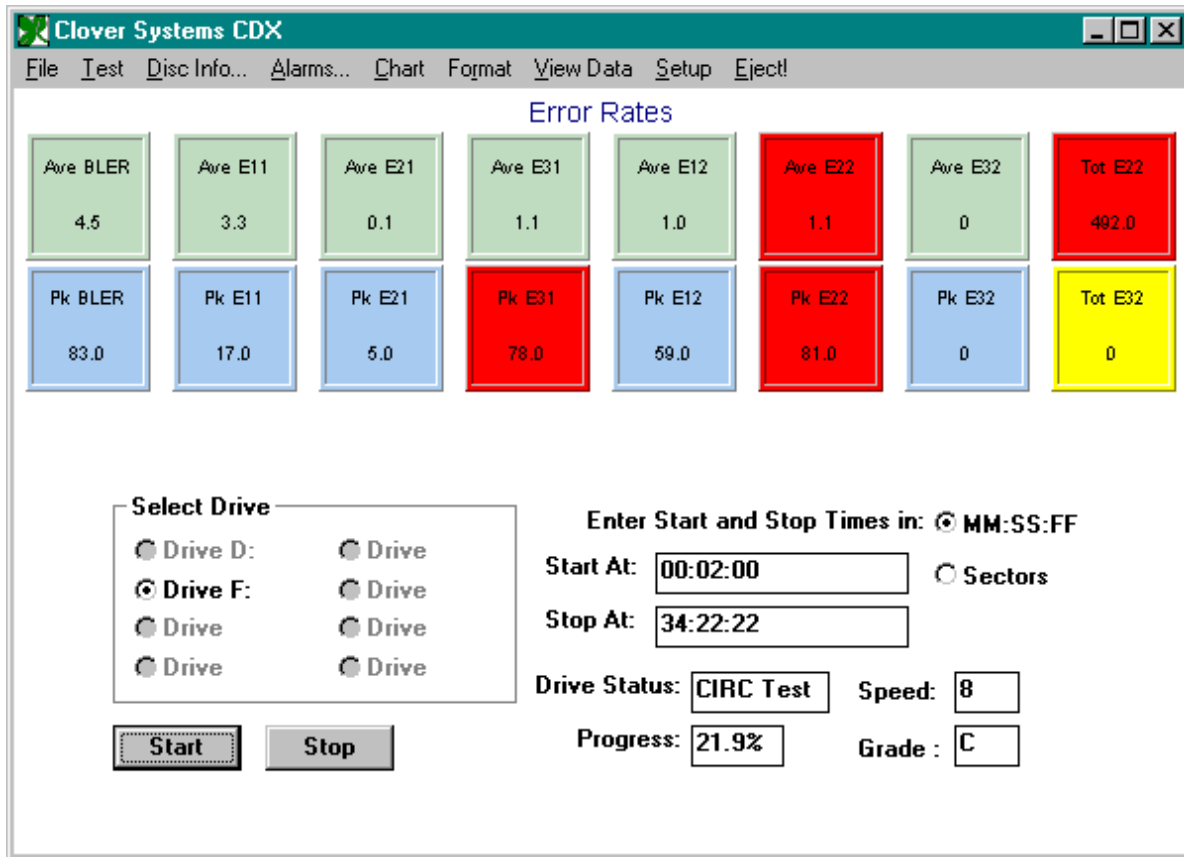 Clover Systems CDX
File Test Disc Info... Alarms... Chart Format View Data Setup Eject!
Error Rates
Ave BLER Ave E11 Ave E21 Ave E31 Ave E12 Ave E22 Ave E32 Tot E22
4.5 3.3 0.1 1.1 1.0 1.1 0 492.0
Pk BLER Pk E11 Pk E21 Pk E31 Pk E12 Pk E22 Pk E32 Tot E32
83.0 17.0 5.0 78.0 59.0 81.0 0 0
Select Drive
Drive D: Drive
Drive F: Drive
Drive Drive
Drive Drive
Start Stop
Enter Start and Stop Times in: MM:SS:FF
Start At: 00:02:00 Sectors
Stop At: 34:22:22
Drive Status: CIRC Test Speed: 8
Progress: 21.9% Grade : C